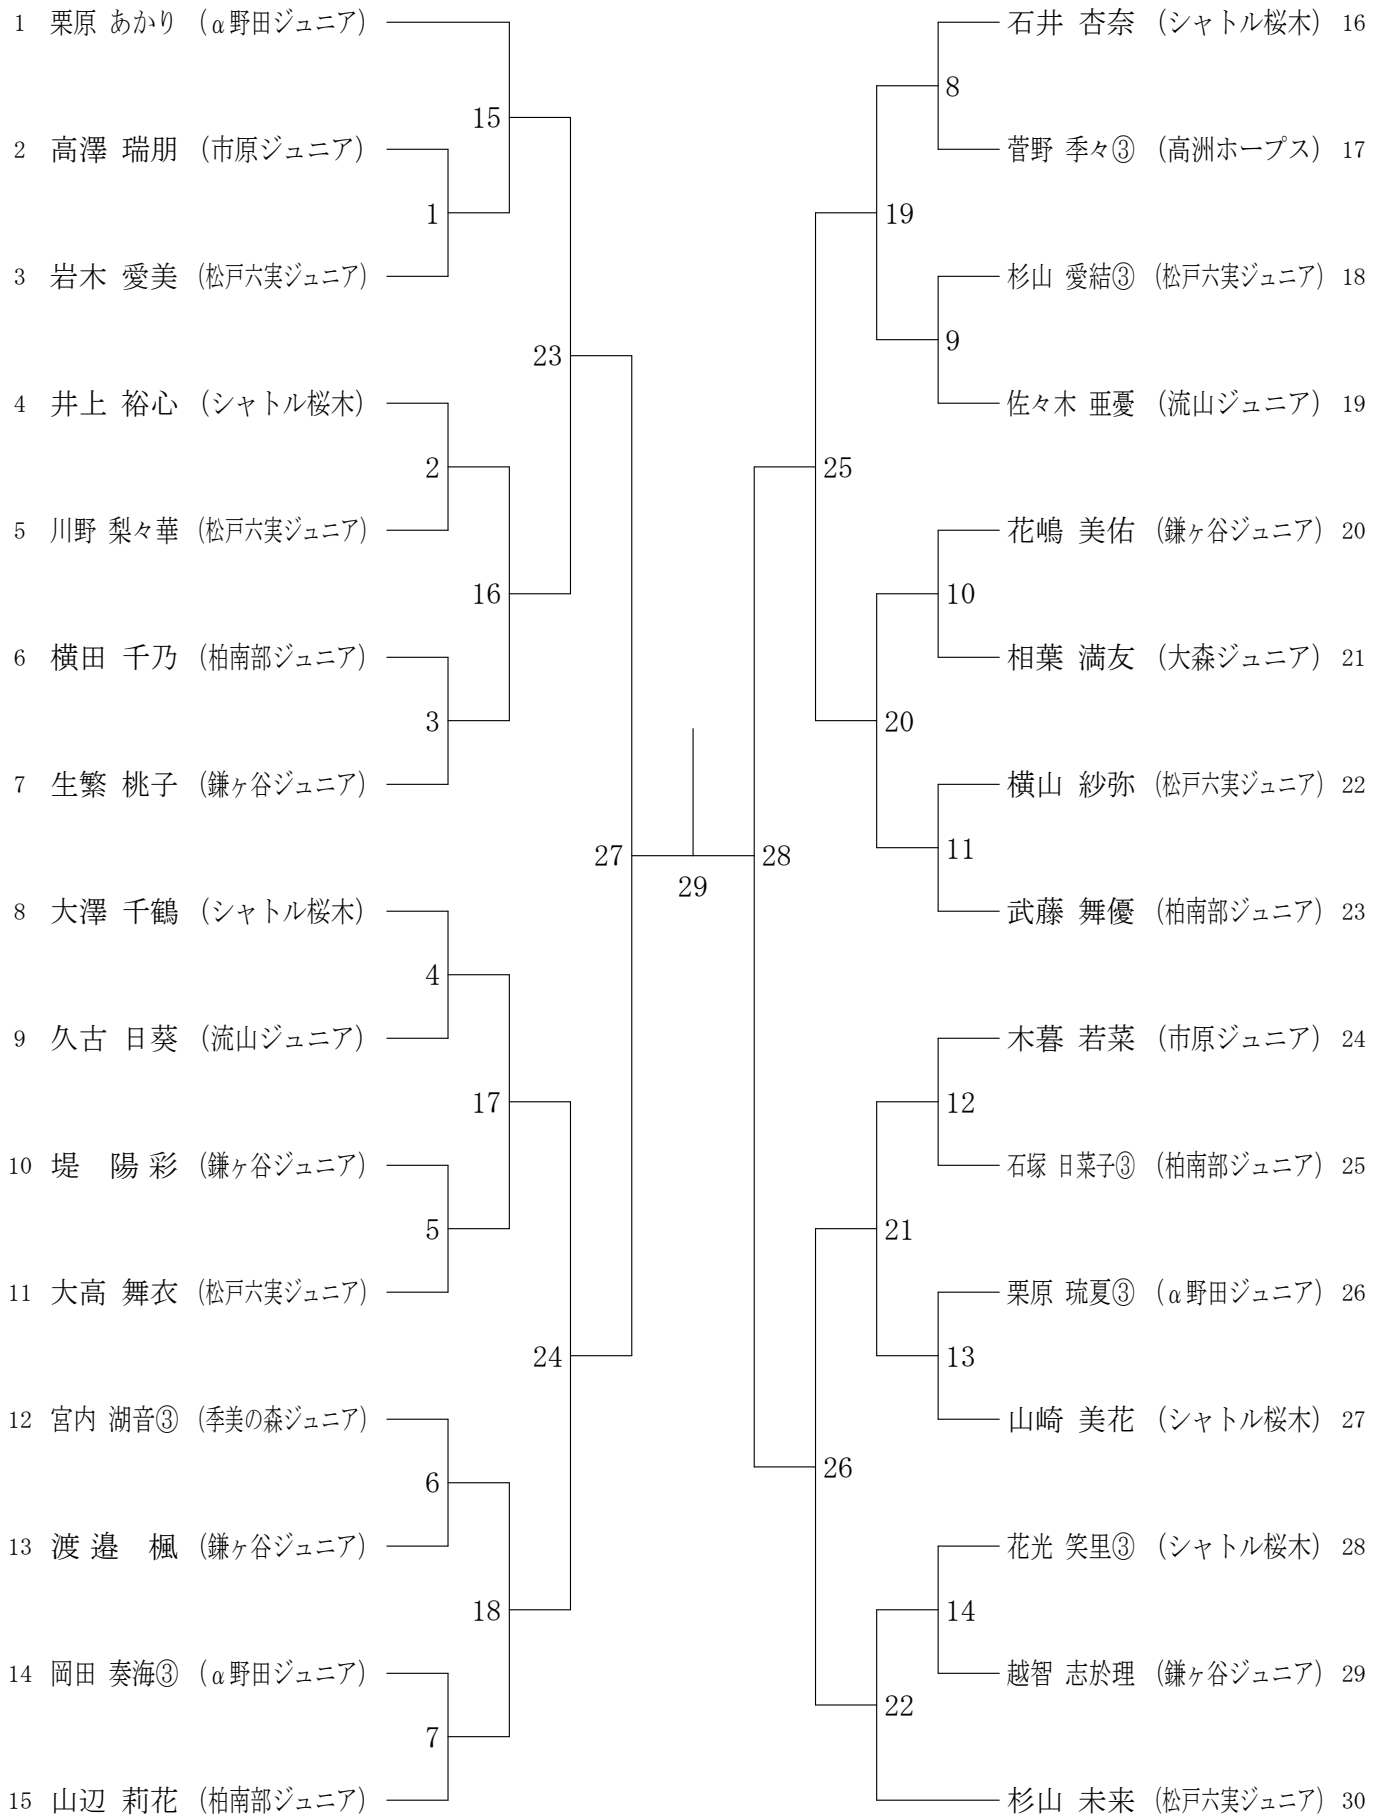 1 栗原 あかり (α野田ジュニア)
2 高澤 瑞朋 (市原ジュニア)
3 岩木 愛美 (松戸六実ジュニア)
4 井上 裕心 (シャトル桜木)
5 川野 梨々華 (松戸六実ジュニア)
6 横田 千乃 (柏南部ジュニア)
7 生繁 桃子 (鎌ヶ谷ジュニア)
8 大澤 千鶴 (シャトル桜木)
9 久古 日葵 (流山ジュニア)
10 堤 陽彩 (鎌ヶ谷ジュニア)
11 大高 舞衣 (松戸六実ジュニア)
12 宮内 湖音③ (季美の森ジュニア)
13 渡邉 楓 (鎌ヶ谷ジュニア)
14 岡田 奏海③ (α野田ジュニア)
15 山辺 莉花 (柏南部ジュニア)
1
2
3
4
5
6
7
15
16
17
18
23
24
27
29
28
25
26
19
20
21
22
8
9
10
11
12
13
14
石井 杏奈 (シャトル桜木) 16
菅野 季々③ (高洲ホープス) 17
杉山 愛結③ (松戸六実ジュニア) 18
佐々木 亜憂 (流山ジュニア) 19
花嶋 美佑 (鎌ヶ谷ジュニア) 20
相葉 満友 (大森ジュニア) 21
横山 紗弥 (松戸六実ジュニア) 22
武藤 舞優 (柏南部ジュニア) 23
木暮 若菜 (市原ジュニア) 24
石塚 日菜子③ (柏南部ジュニア) 25
栗原 琉夏③ (α野田ジュニア) 26
山崎 美花 (シャトル桜木) 27
花光 笑里③ (シャトル桜木) 28
越智 志於理 (鎌ヶ谷ジュニア) 29
杉山 未来 (松戸六実ジュニア) 30